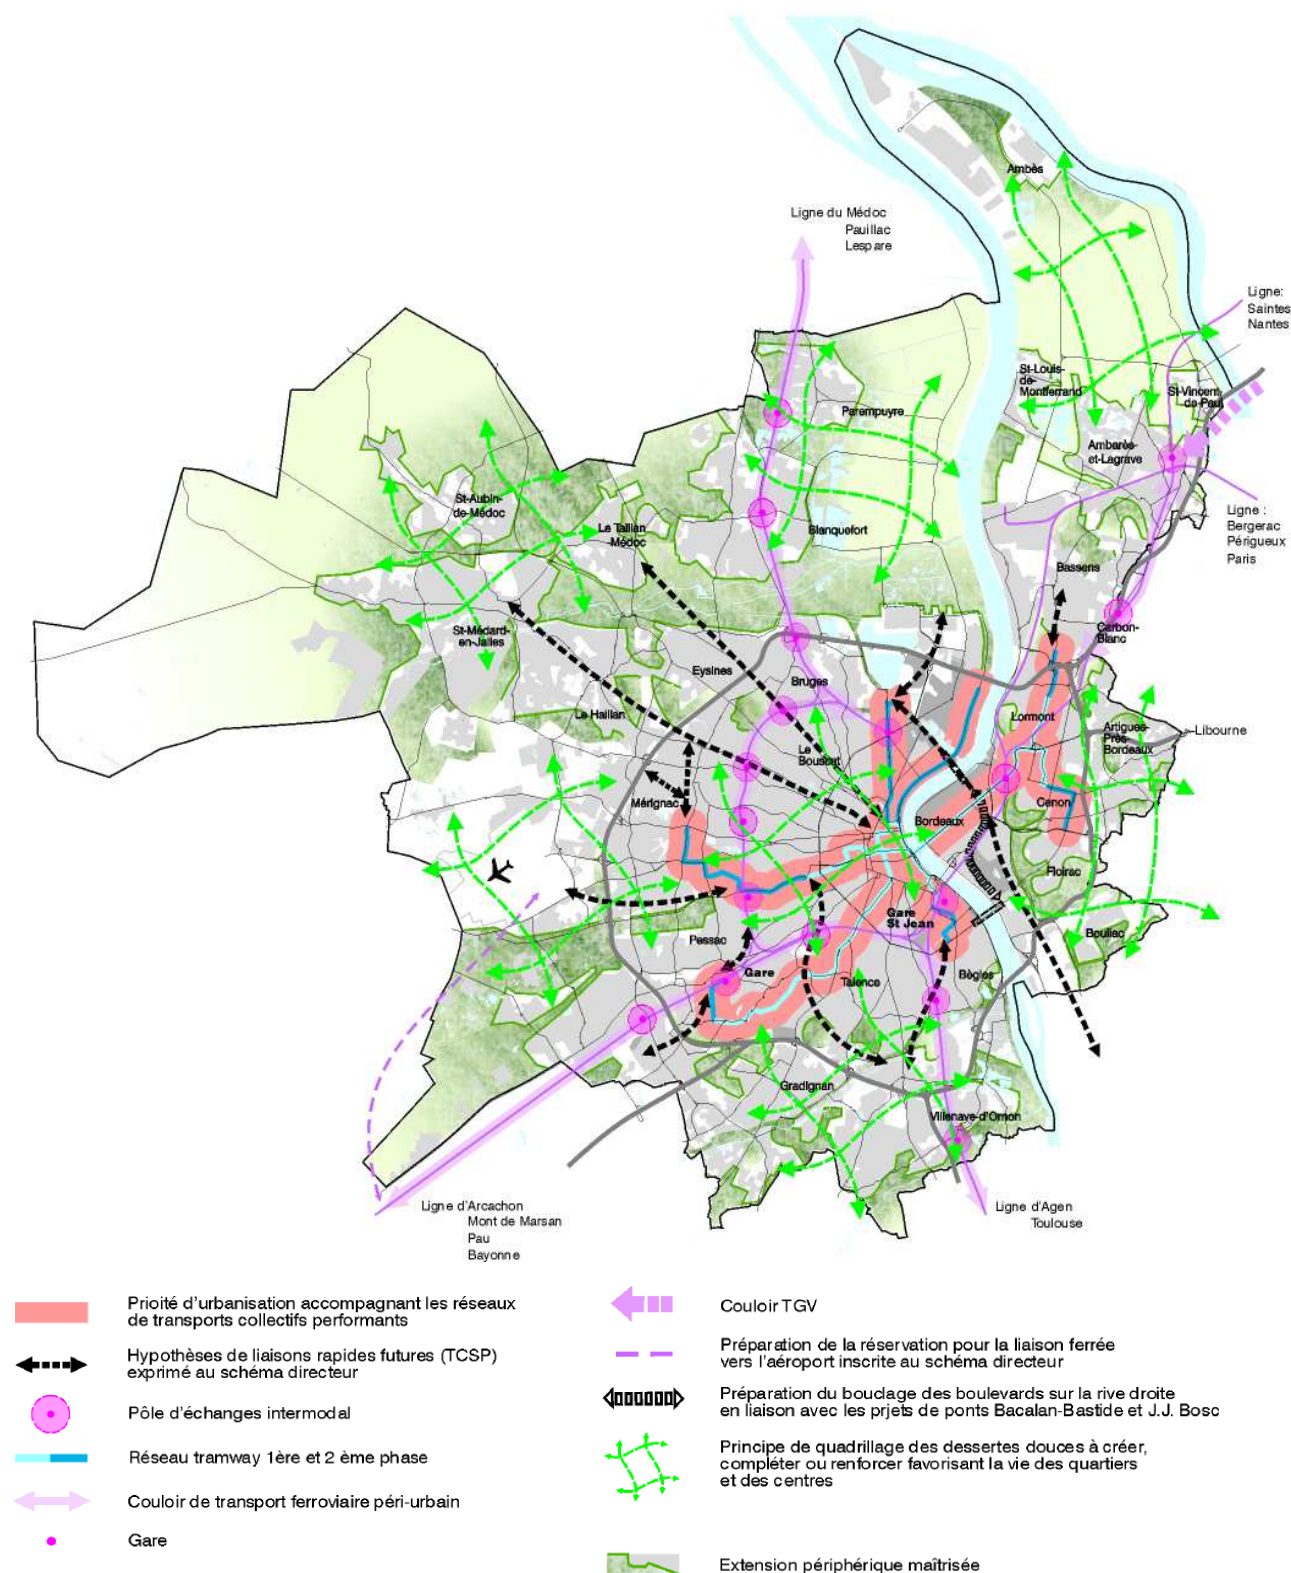 Ambès
Ligne du Médoc
Pauillac
Lespare
Ligne:
Saintes
Nantes
St-Louis-
de-
Montferrand
St-Vincent-
de-Paul
Parempuyre
Ambarès-
et-Lagrave
St-Aubin-
de-Médoc
Le Taillan
-Médoc
Blanquefort
Ligne :
Bergerac
Périgueux
Paris
Bassens
Carbon-
Blanc
St-Médard-
en-Jalles
Eysines
Bruges
Le Haillan
Lormont
Artigues-
Près-
Bordeaux
Libourne
Le
Bouscat
Mérignac
Cenon
Bordeaux
Floirac
Gare
St Jean
Bouliac
Pessac
Gare
Talence
Bègles
Gradignan
Villenave-d'Ornon
Ligne d'Arcachon
Mont de Marsan
Pau
Bayonne
Ligne d'Agen
Toulouse
Prioité d'urbanisation accompagnant les réseaux
de transports collectifs performants
Hypothèses de liaisons rapides futures (TCSP)
exprimé au schéma directeur
Pôle d'échanges intermodal
Réseau tramway 1ère et 2 ème phase
Couloir de transport ferroviaire péri-urbain
Gare
Couloir TGV
Préparation de la réservation pour la liaison ferrée
vers l'aéroport inscrite au schéma directeur
Préparation du bouclage des boulevards sur la rive droite
en liaison avec les prjets de ponts Bacalan-Bastide et J.J. Bosc
Principe de quadrillage des dessertes douces à créer,
compléter ou renforcer favorisant la vie des quartiers
et des centres
Extension périphérique maîtrisée